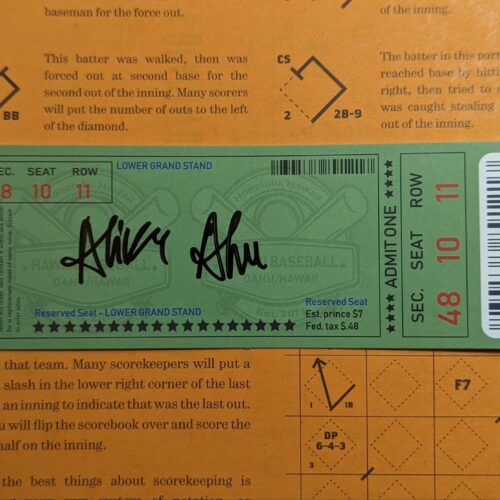 baseman for the force out.
This batter was walked, then was
forced out at second base for the
second out of the inning. Many scorers
will put the number of outs to the left
of the diamond.
BB
of the inning.
CS
2
2B-9
The batter in this part
reached base by hitti
right, then tried to s
was caught stealing
out of the inning.
EC. SEAT ROW
8 10 11
LOWER GRAND STAND
Honolulu, Hawaii
HAWAII BASEBALL
OAHU/HAWAII
Reserved Seat - LOWER GRAND STAND
Reserved Seat
Est. prince $7
Fed. tax $.48
ADMIT ONE
SEC. SEAT ROW
48 10 11
that team. Many scorekeepers will put a
slash in the lower right corner of the last
an inning to indicate that was the last out.
u will flip the scorebook over and score the
half on the inning.
the best things about scorekeeping is
1
1B
F7
DP
6-4-3
3